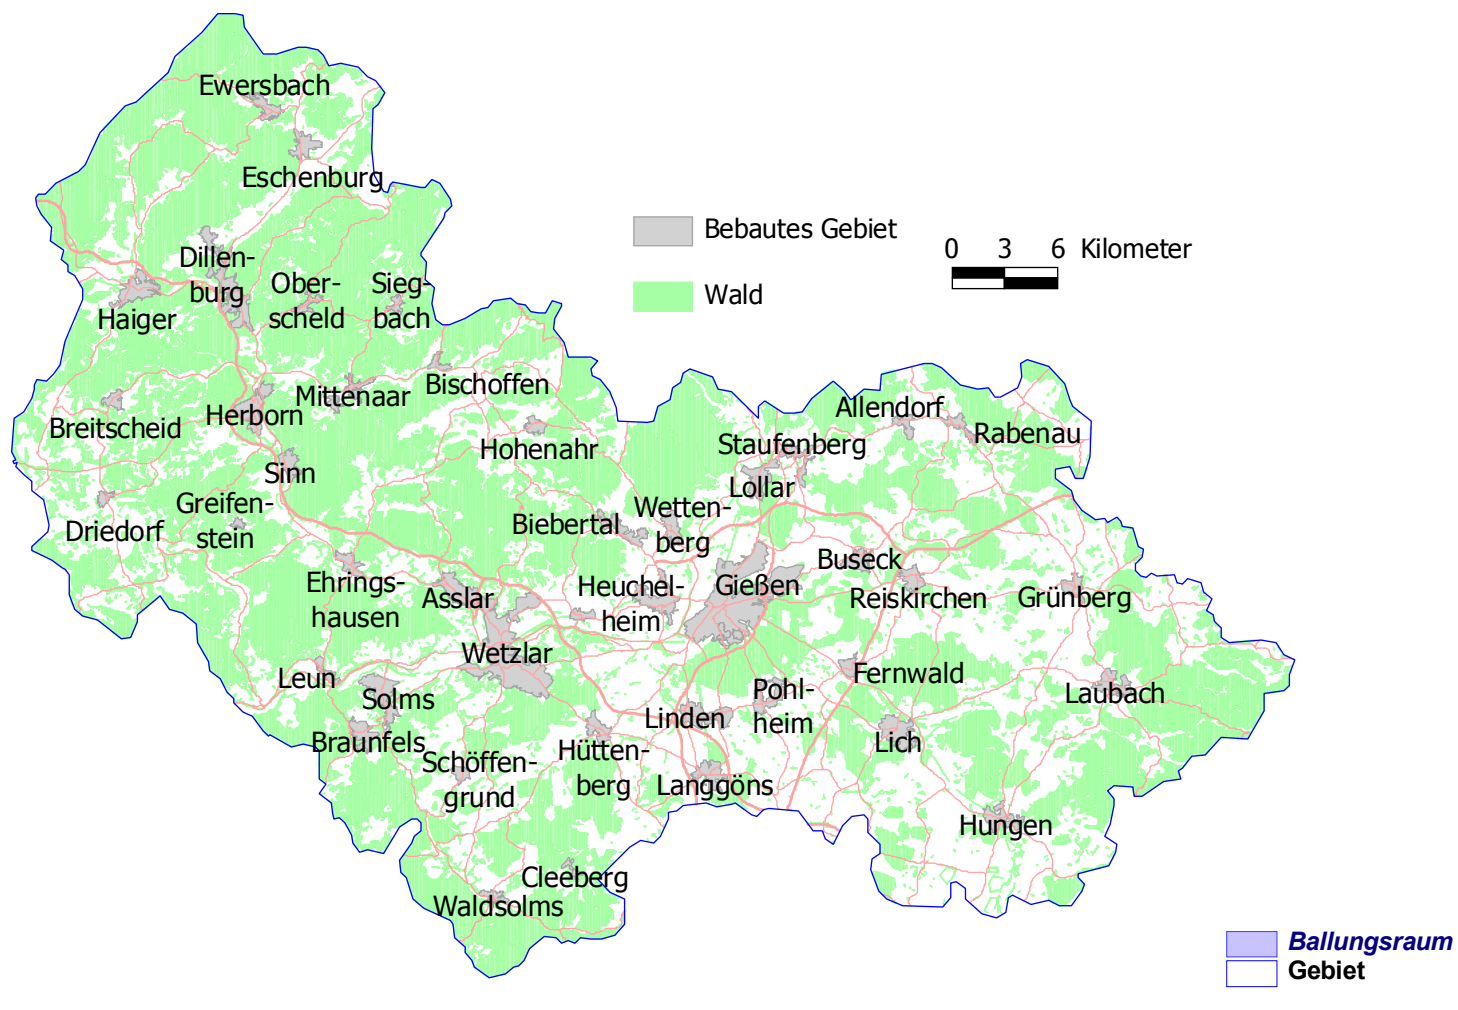 Ewersbach
Eschenburg
Bebautes Gebiet
0 3 6 Kilometer
Wald
Dillen-
burg
Ober-
scheld
Sieg-
bach
Haiger
Bischoffen
Mittenaar
Herborn
Breitscheid
Allendorf
Rabenau
Staufenberg
Hohenahr
Sinn
Lollar
Greifen-
stein
Driedorf
Wetten-
berg
Biebertal
Buseck
Ehrings-
hausen
Asslar
Heuchel-
heim
Gießen
Reiskirchen
Grünberg
Wetzlar
Leun
Solms
Fernwald
Laubach
Pohl-
heim
Linden
Braunfels
Lich
Hütten-
berg
Schöffen-
grund
Langgöns
Hungen
Cleeberg
Waldsolms
Ballungsraum
Gebiet